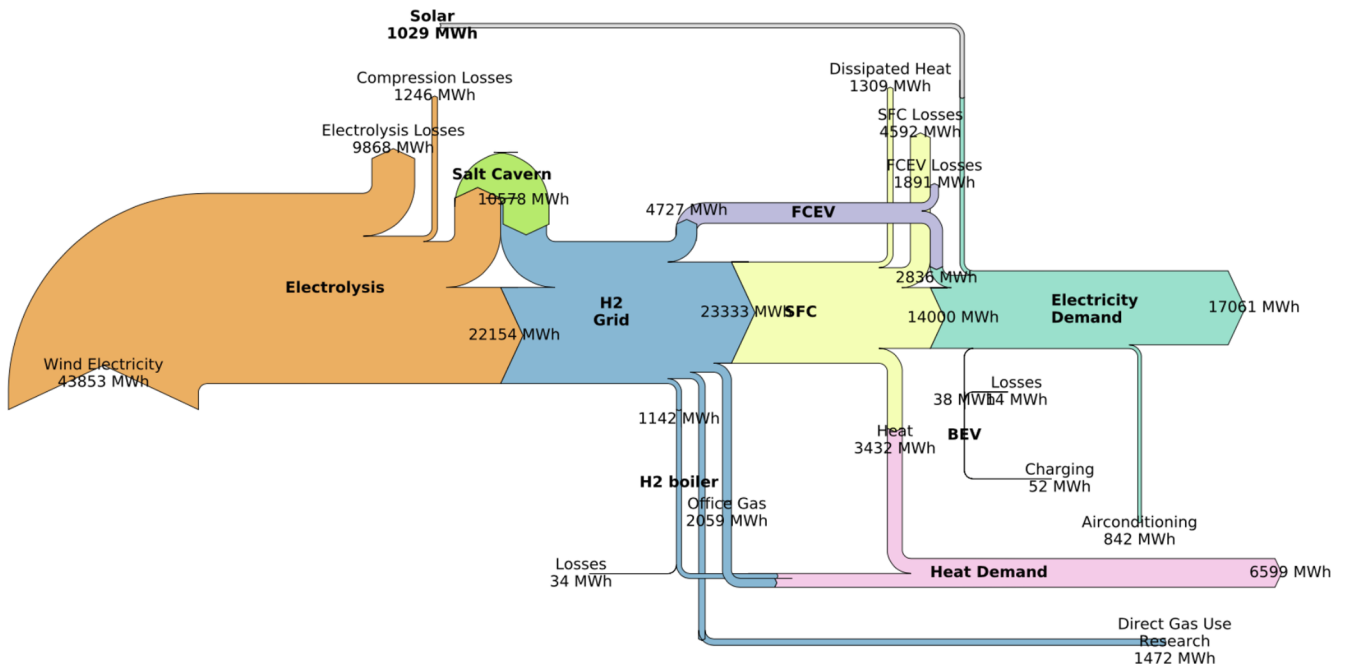 Solar
1029 MWh
Compression Losses
1246 MWh
Electrolysis Losses
9868 MWh
Salt Cavern
10578 MWh
Dissipated Heat
1309 MWh
SFC Losses
4592 MWh
FCEV Losses
1891 MWh
4727 MWh
FCEV
2836 MWh
Electrolysis
H2
Grid
23333 MWh
SFC
14000 MWh
Electricity
Demand
17061 MWh
22154 MWh
Wind Electricity
43853 MWh
Losses
14 MWh
38 MWh
BEV
1142 MWh
Heat
3432 MWh
Charging
52 MWh
H2 boiler
Office Gas
2059 MWh
Airconditioning
842 MWh
Losses
34 MWh
Heat Demand
6599 MWh
Direct Gas Use
Research
1472 MWh